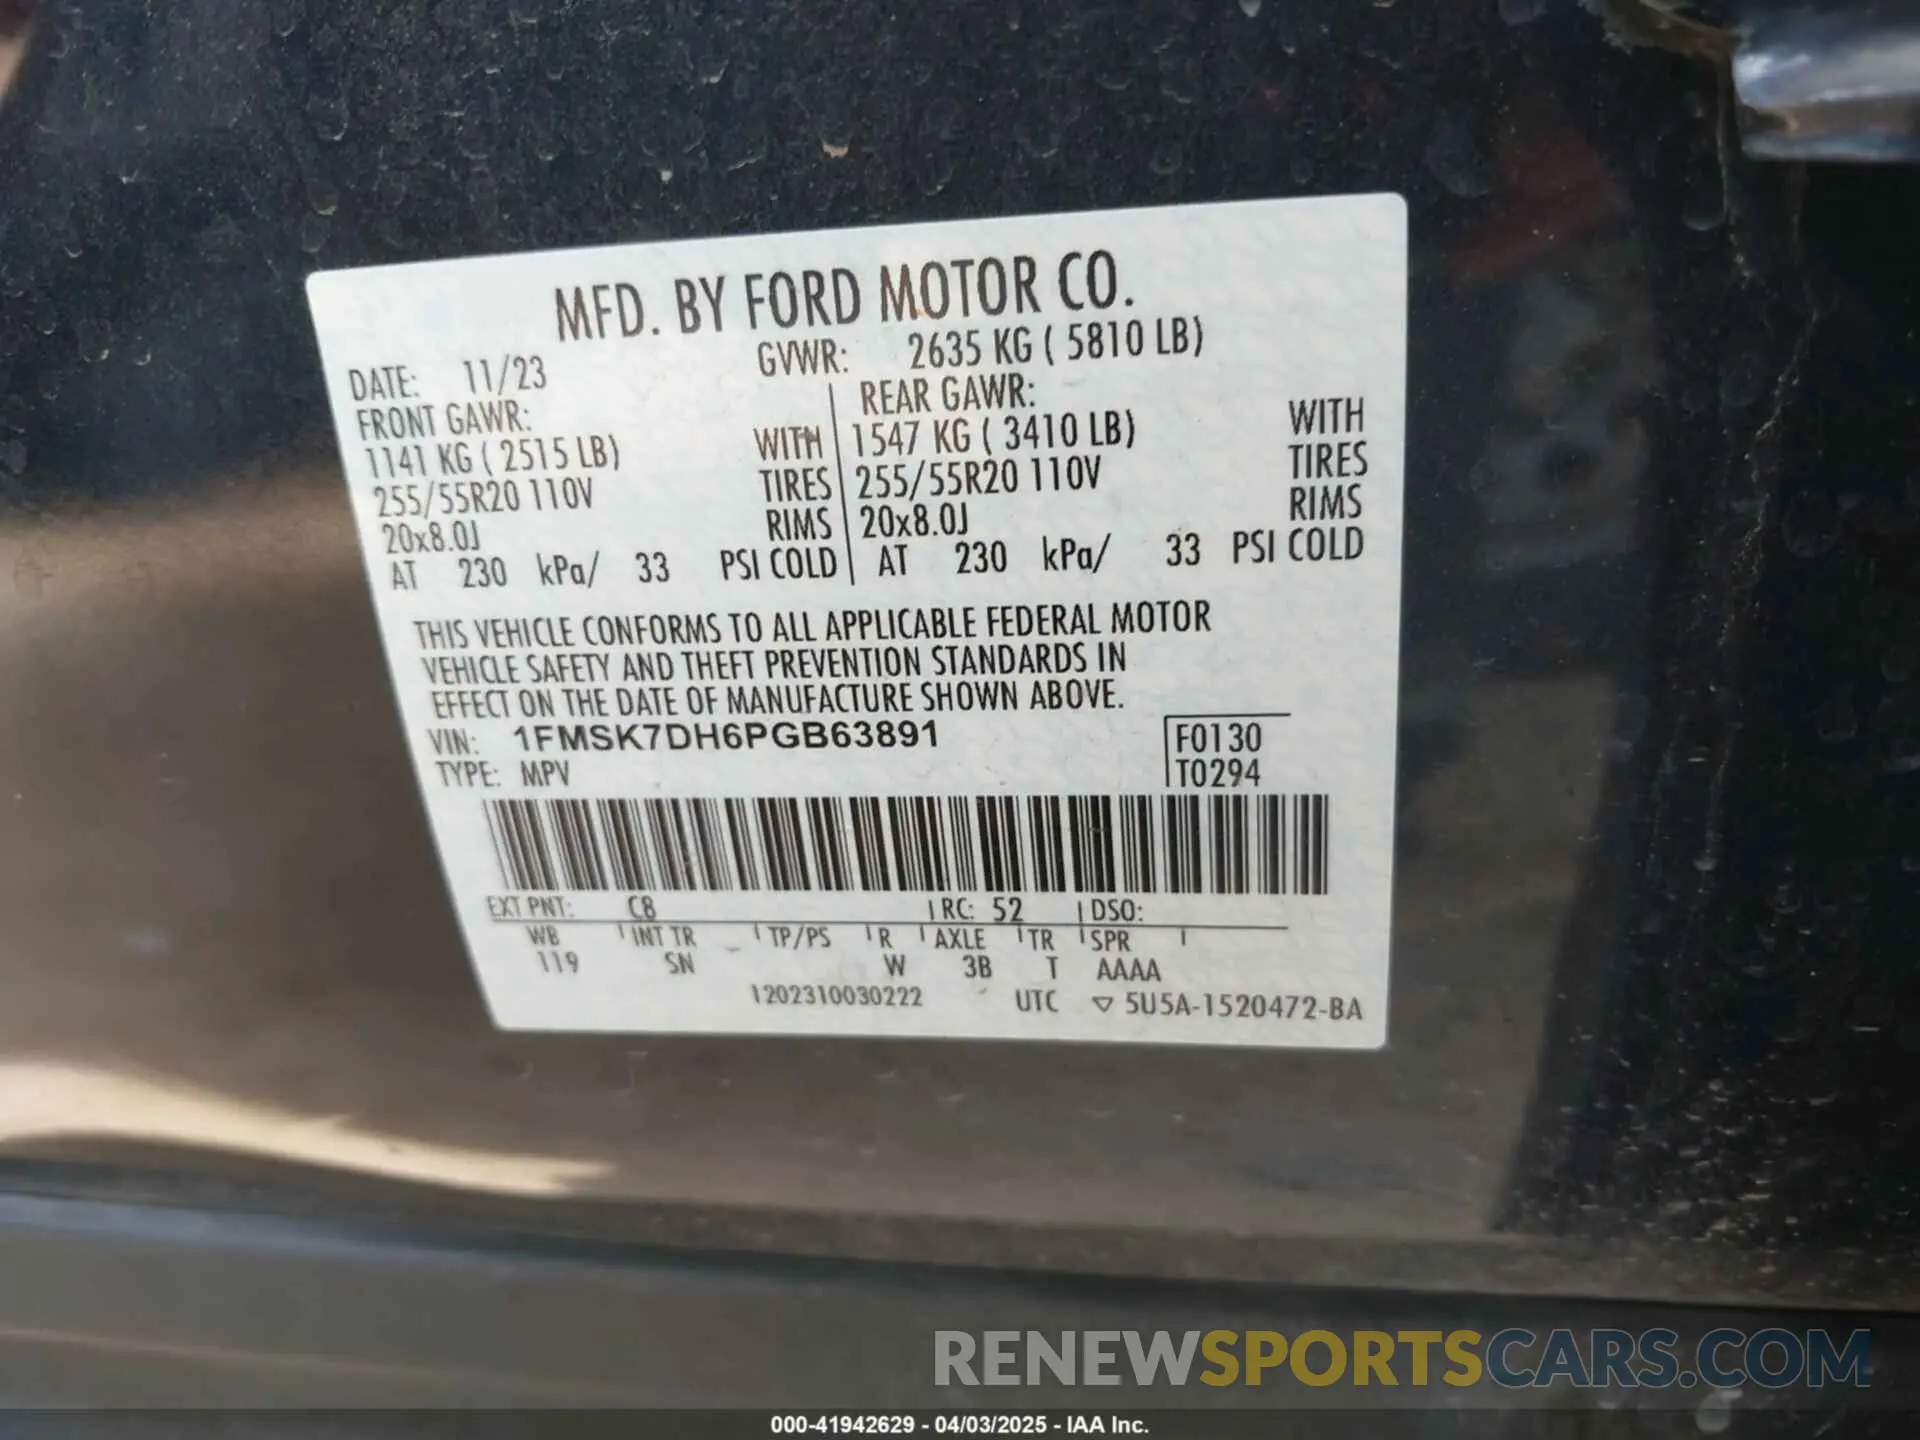 MFD. BY FORD MOTOR CO.
DATE: 11/23 GVWR: 2635 KG ( 5810 LB)
FRONT GAWR: REAR GAWR:
1141 KG ( 2515 LB) WITH 1547 KG ( 3410 LB) WITH
255/55R20 110V TIRES 255/55R20 110V TIRES
20x8.0J RIMS 20x8.0J RIMS
AT 230 kPa/ 33 PSI COLD AT 230 kPa/ 33 PSI COLD
THIS VEHICLE CONFORMS TO ALL APPLICABLE FEDERAL MOTOR
VEHICLE SAFETY AND THEFT PREVENTION STANDARDS IN
EFFECT ON THE DATE OF MANUFACTURE SHOWN ABOVE.
VIN: 1FMSK7DH6PGB63891 F0130
TYPE: MPV T0294
EXT PNT: C8 RC: 52 DSO:
WB INT TR TP/PS R AXLE TR SPR
119 SN W 3B T AAAA
1202310030222 UTC ▽ 5U5A-1520472-BA
RENEWSPORTSCARS.COM
000-41942629 - 04/03/2025 - IAA Inc.